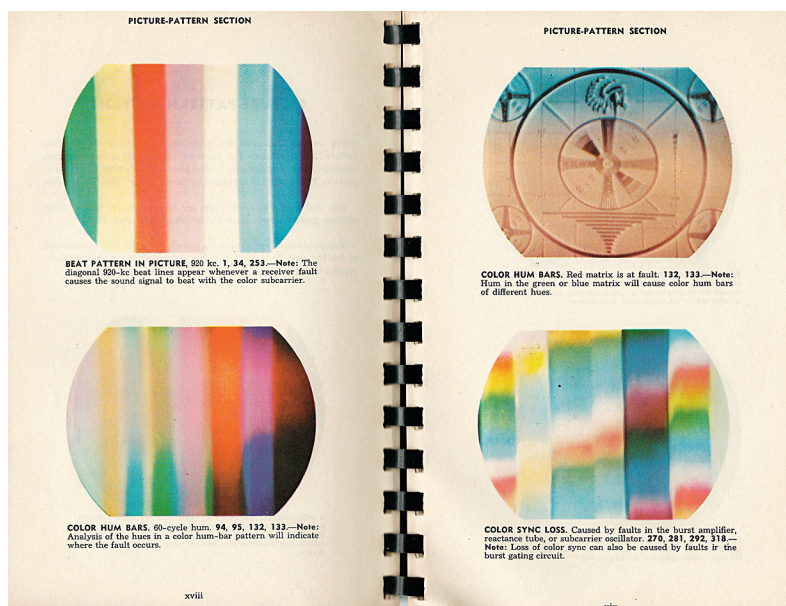 PICTURE-PATTERN SECTION
BEAT PATTERN IN PICTURE, 920 kc. 1, 34, 253.—Note: The
diagonal 920-kc beat lines appear whenever a receiver fault
causes the sound signal to beat with the color subcarrier.
COLOR HUM BARS. 60-cycle hum. 94, 95, 132, 133.—Note:
Analysis of the hues in a color hum-bar pattern will indicate
where the fault occurs.
xviii
PICTURE-PATTERN SECTION
COLOR HUM BARS. Red matrix is at fault. 132, 133.—Note:
Hum in the green or blue matrix will cause color hum bars
of different hues.
COLOR SYNC LOSS. Caused by faults in the burst amplifier,
reactance tube, or subcarrier oscillator. 270, 281, 292, 318.—
Note: Loss of color sync can also be caused by faults ir the
burst gating circuit.